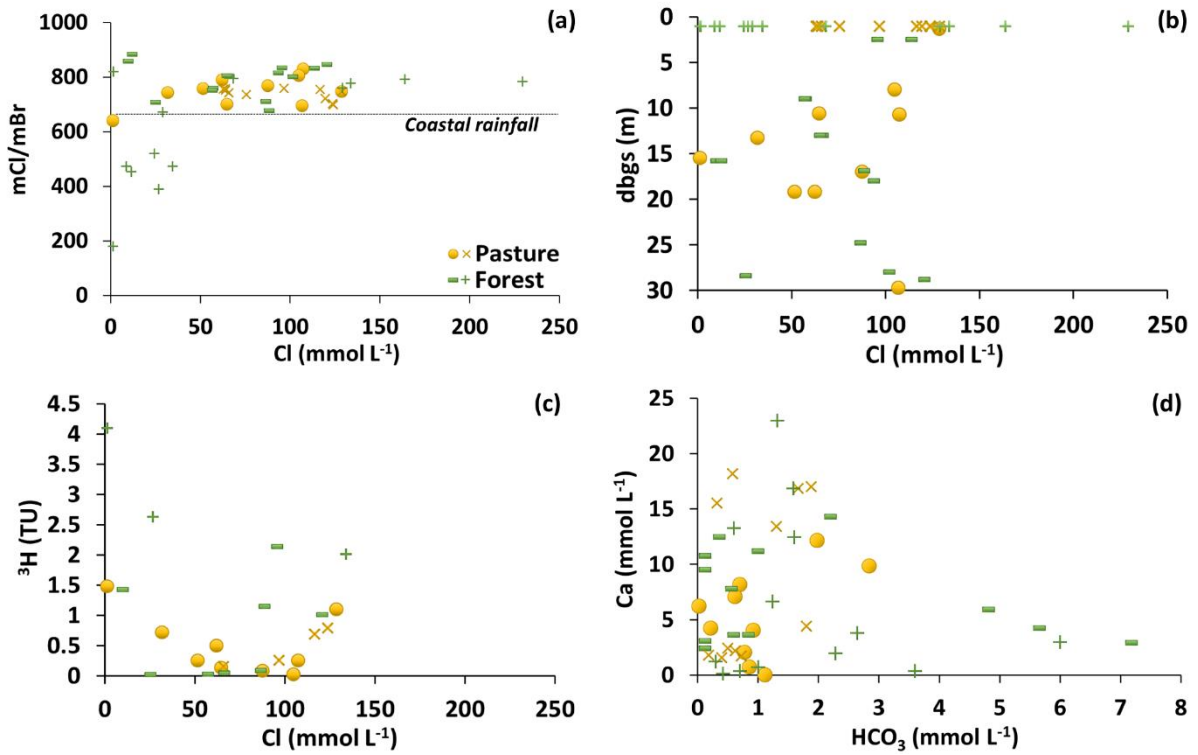 (a)
mCl/mBr
1000
800
600
400
200
0
Coastal rainfall
Pasture
Forest
0 50 100 150 200 250
Cl (mmol L⁻¹)
(b)
dbgs (m)
0
5
10
15
20
25
30
0 50 100 150 200 250
Cl (mmol L⁻¹)
(c)
³H (TU)
4.5
4
3.5
3
2.5
2
1.5
1
0.5
0
0 50 100 150 200 250
Cl (mmol L⁻¹)
(d)
Ca (mmol L⁻¹)
25
20
15
10
5
0
0 1 2 3 4 5 6 7 8
HCO₃ (mmol L⁻¹)